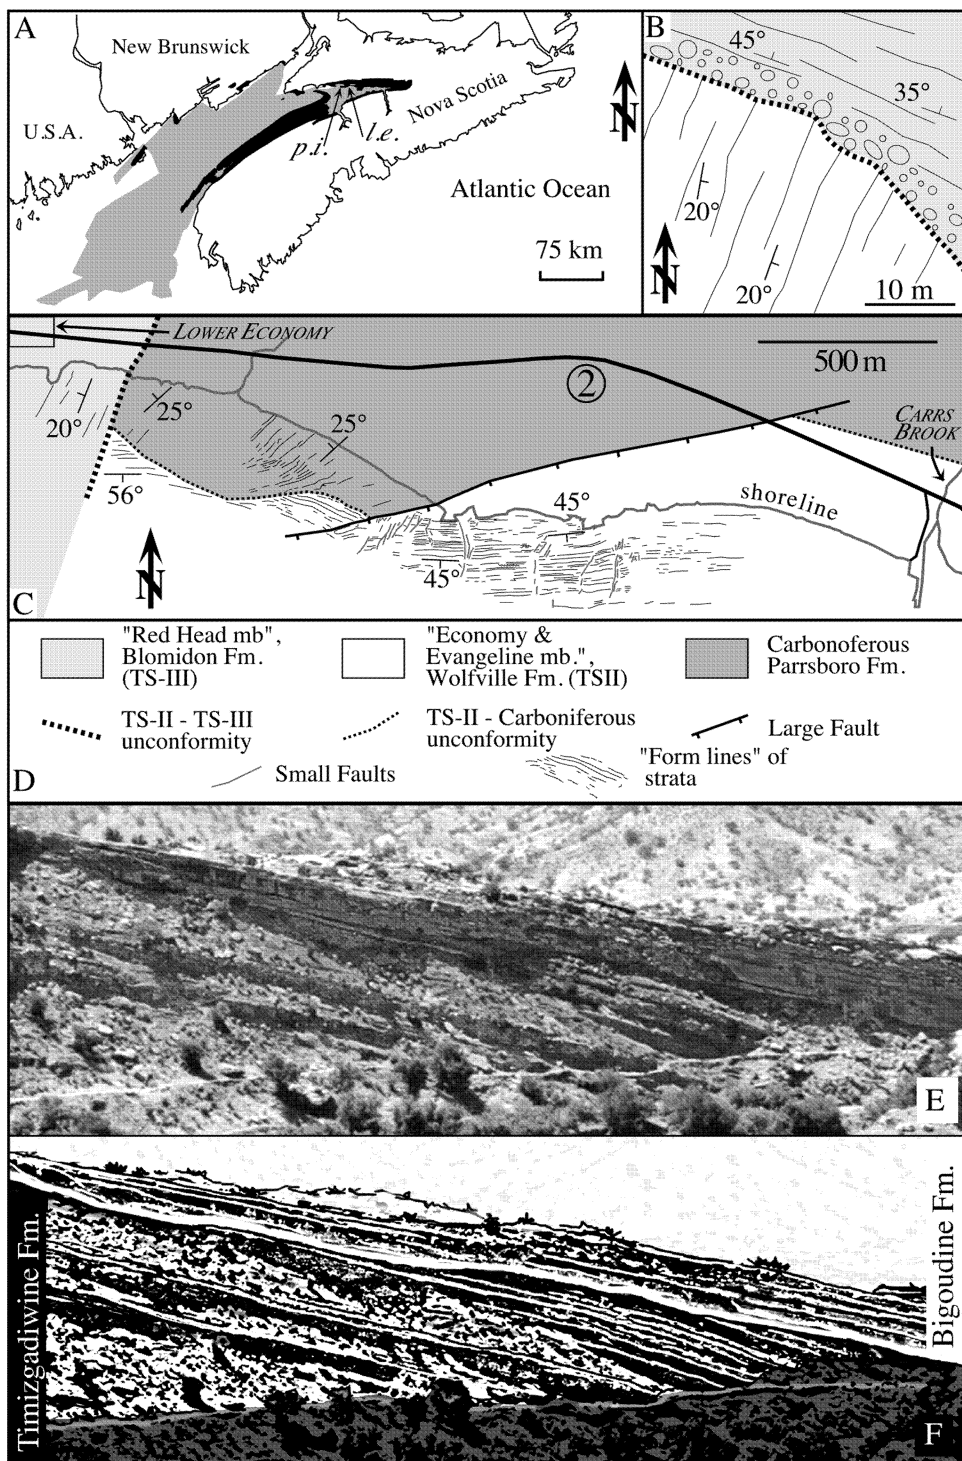 A
New Brunswick
U.S.A.
Nova Scotia
p.i.
l.e.
Atlantic Ocean
75 km
N
B
45°
35°
20°
20°
N
10 m
LOWER ECONOMY
500 m
2
20°
25°
25°
56°
45°
45°
shoreline
CARRS
BROOK
N
C
"Red Head mb",
Blomidon Fm.
(TS-III)
"Economy &
Evangeline mb.",
Wolfville Fm. (TSII)
Carbonoferous
Parrsboro Fm.
TS-II - TS-III
unconformity
TS-II - Carboniferous
unconformity
Large Fault
Small Faults
"Form lines" of
strata
D
E
Timizgadiwine Fm.
Bigoudine Fm.
F